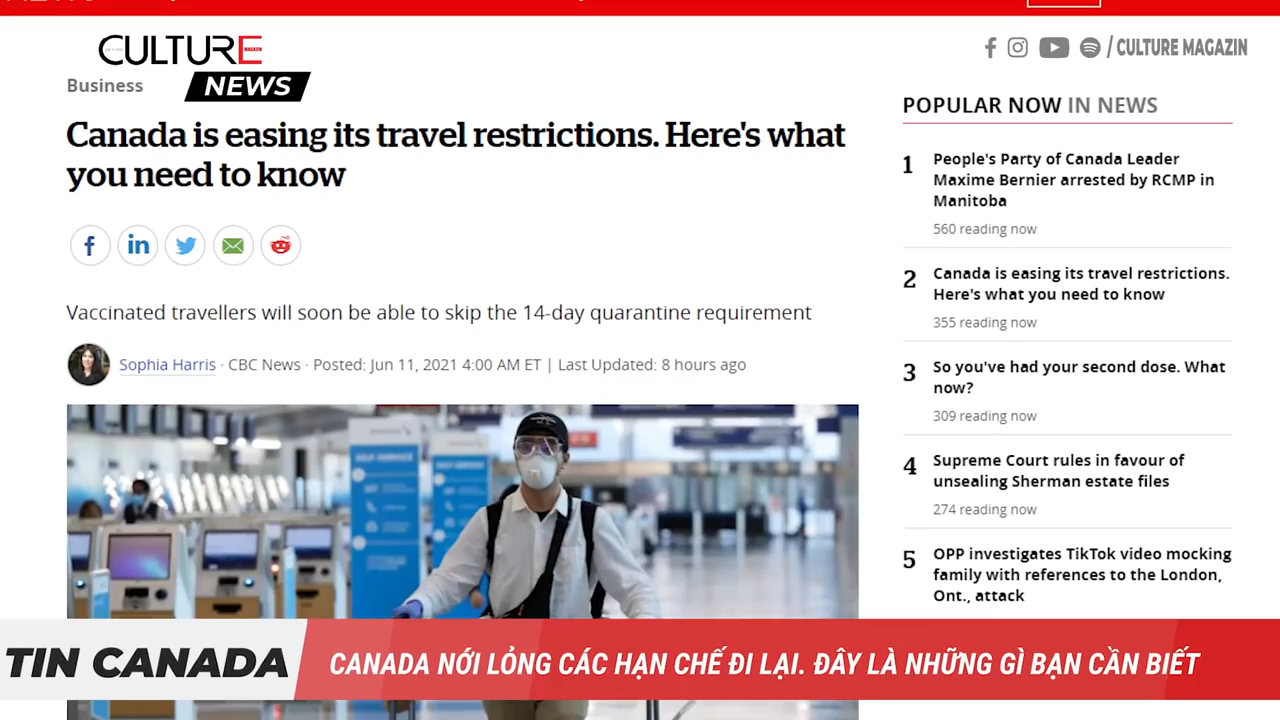 CULTURE
MAGAZIN
/ CULTURE MAGAZIN
Business
NEWS
Canada is easing its travel restrictions. Here's what
you need to know
Vaccinated travellers will soon be able to skip the 14-day quarantine requirement
Sophia Harris · CBC News · Posted: Jun 11, 2021 4:00 AM ET | Last Updated: 8 hours ago
POPULAR NOW IN NEWS
1
People's Party of Canada Leader
Maxime Bernier arrested by RCMP in
Manitoba
560 reading now
2
Canada is easing its travel restrictions.
Here's what you need to know
355 reading now
3
So you've had your second dose. What
now?
309 reading now
4
Supreme Court rules in favour of
unsealing Sherman estate files
274 reading now
5
OPP investigates TikTok video mocking
family with references to the London,
Ont., attack
TIN CANADA
CANADA NỚI LỎNG CÁC HẠN CHẾ ĐI LẠI. ĐÂY LÀ NHỮNG GÌ BẠN CẦN BIẾT